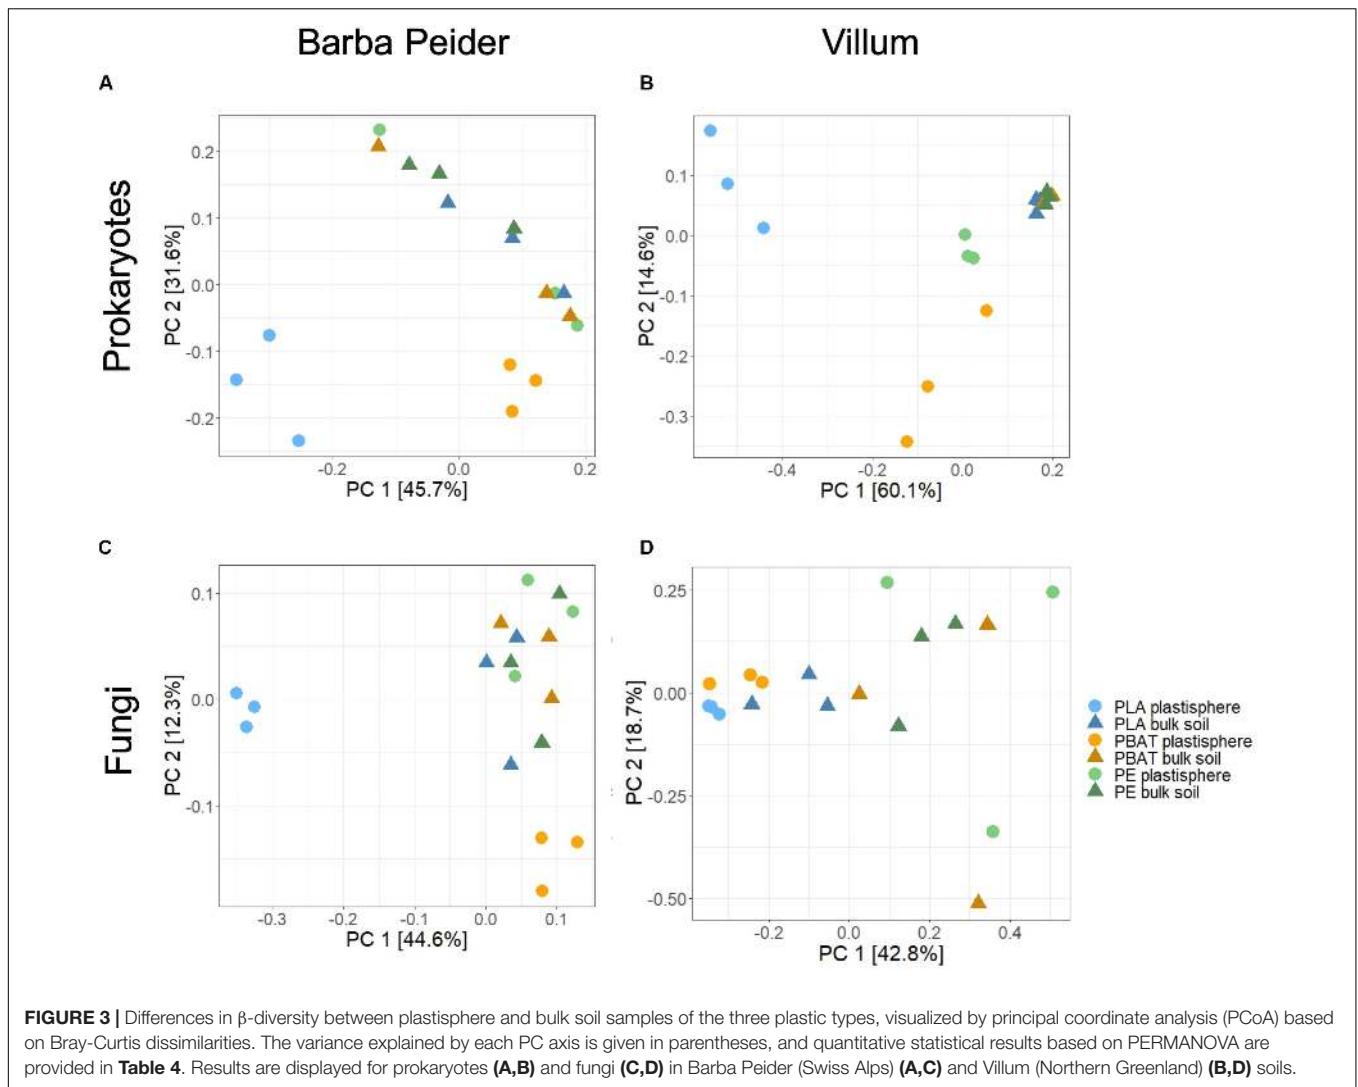 Barba Peider
Villum
A
B
Prokaryotes
PC 2 [31.6%]
0.2
0.1
0.0
-0.1
-0.2
-0.2
0.0
0.2
PC 1 [45.7%]
PC 2 [14.6%]
0.1
0.0
-0.1
-0.2
-0.3
-0.4
-0.2
0.0
0.2
PC 1 [60.1%]
C
D
Fungi
PC 2 [12.3%]
0.1
0.0
-0.1
-0.3
-0.2
-0.1
0.0
0.1
PC 1 [44.6%]
PC 2 [18.7%]
0.25
0.00
-0.25
-0.50
-0.2
0.0
0.2
0.4
PC 1 [42.8%]
PLA plastisphere
PLA bulk soil
PBAT plastisphere
PBAT bulk soil
PE plastisphere
PE bulk soil
FIGURE 3 | Differences in β-diversity between plastisphere and bulk soil samples of the three plastic types, visualized by principal coordinate analysis (PCoA) based
on Bray-Curtis dissimilarities. The variance explained by each PC axis is given in parentheses, and quantitative statistical results based on PERMANOVA are
provided in Table 4. Results are displayed for prokaryotes (A,B) and fungi (C,D) in Barba Peider (Swiss Alps) (A,C) and Villum (Northern Greenland) (B,D) soils.